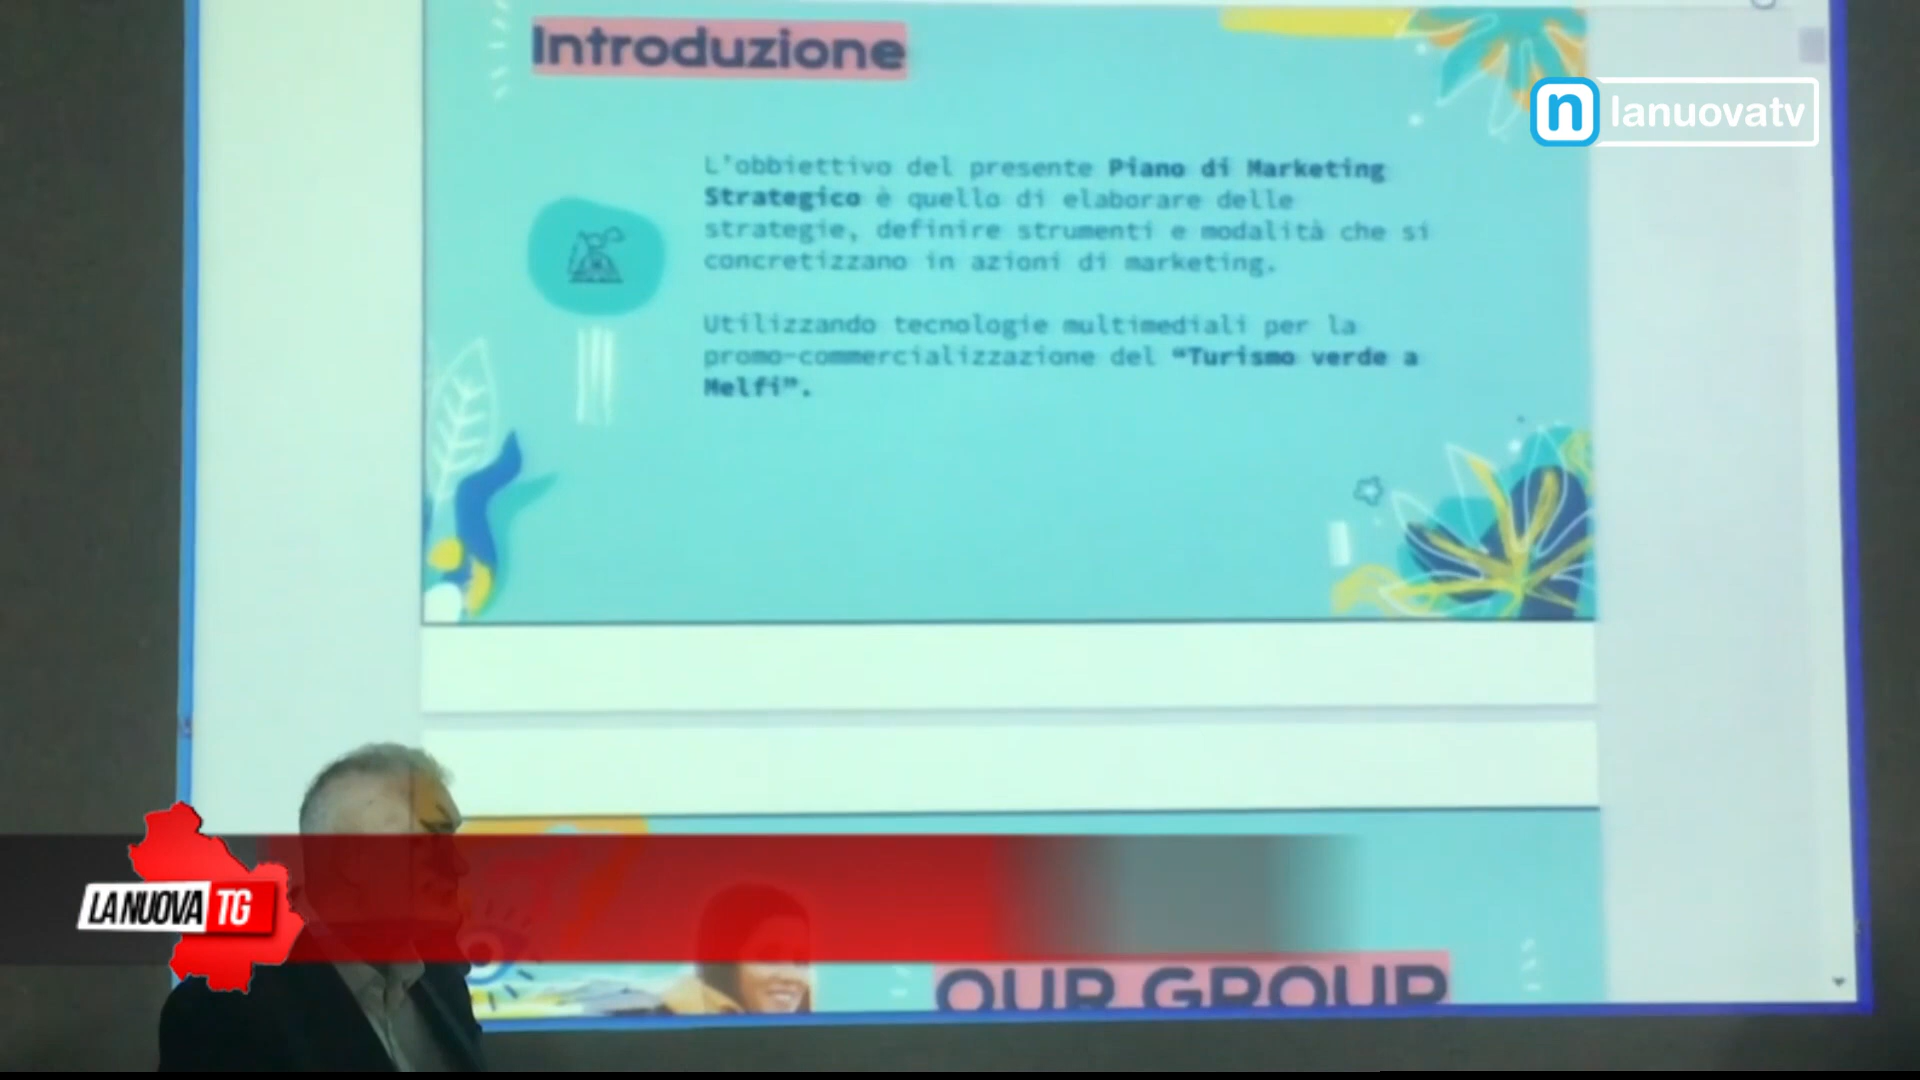 Introduzione
lanuovatv
L'obbiettivo del presente Piano di Marketing
Strategico è quello di elaborare delle
strategie, definire strumenti e modalità che si
concretizzano in azioni di marketing.
Utilizzando tecnologie multimediali per la
promo-commercializzazione del “Turismo verde a
Melfi”.
LA NUOVA TG
OUR GROUP